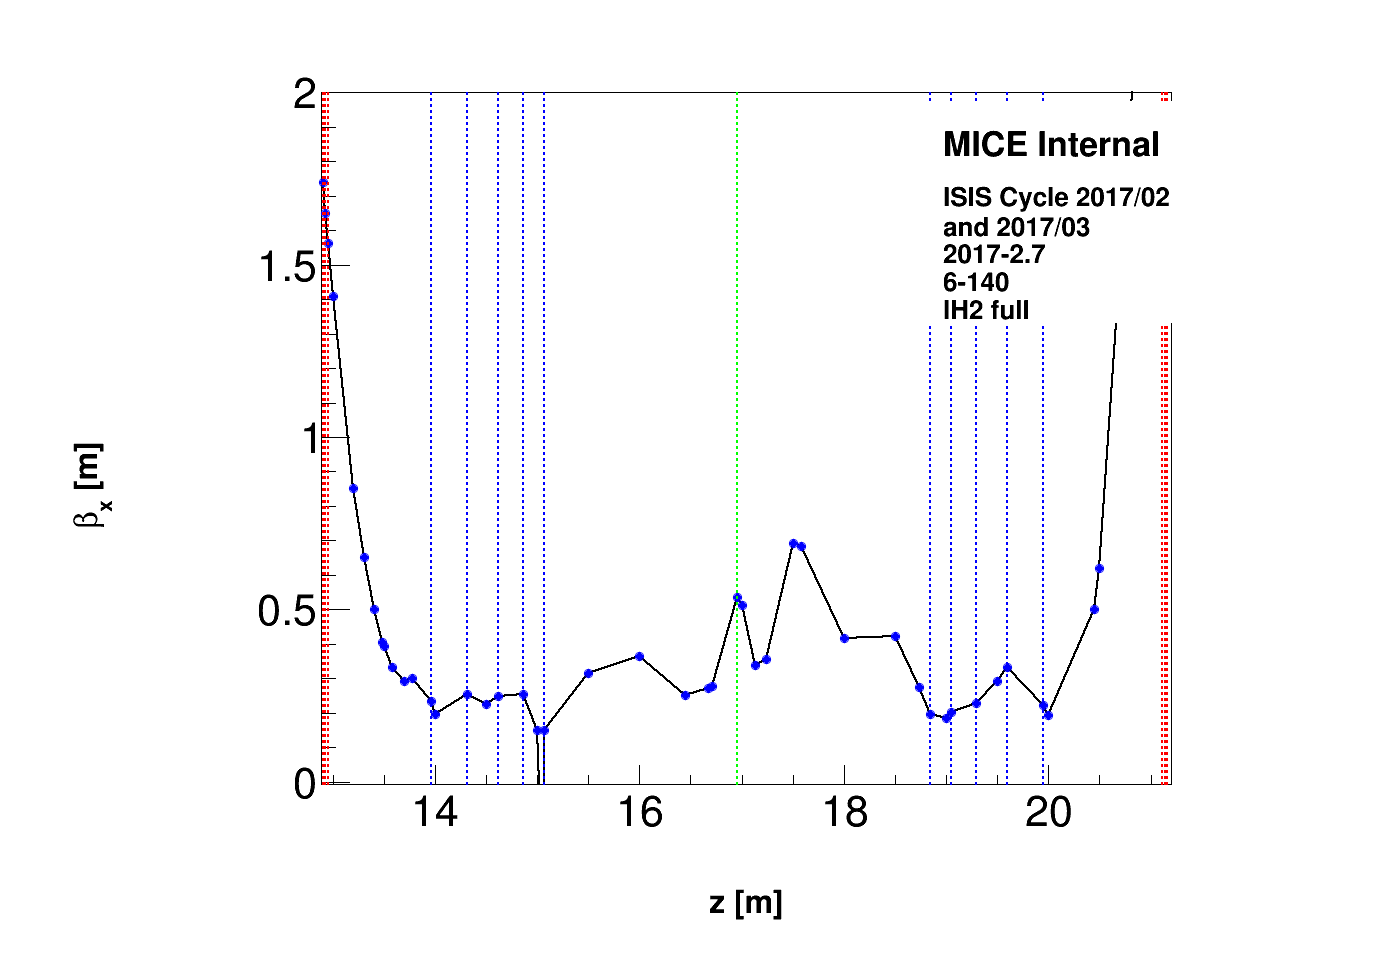 2
1.5
1
0.5
0
14 16 18 20
βx [m]
z [m]
MICE Internal
ISIS Cycle 2017/02
and 2017/03
2017-2.7
6-140
lH2 full